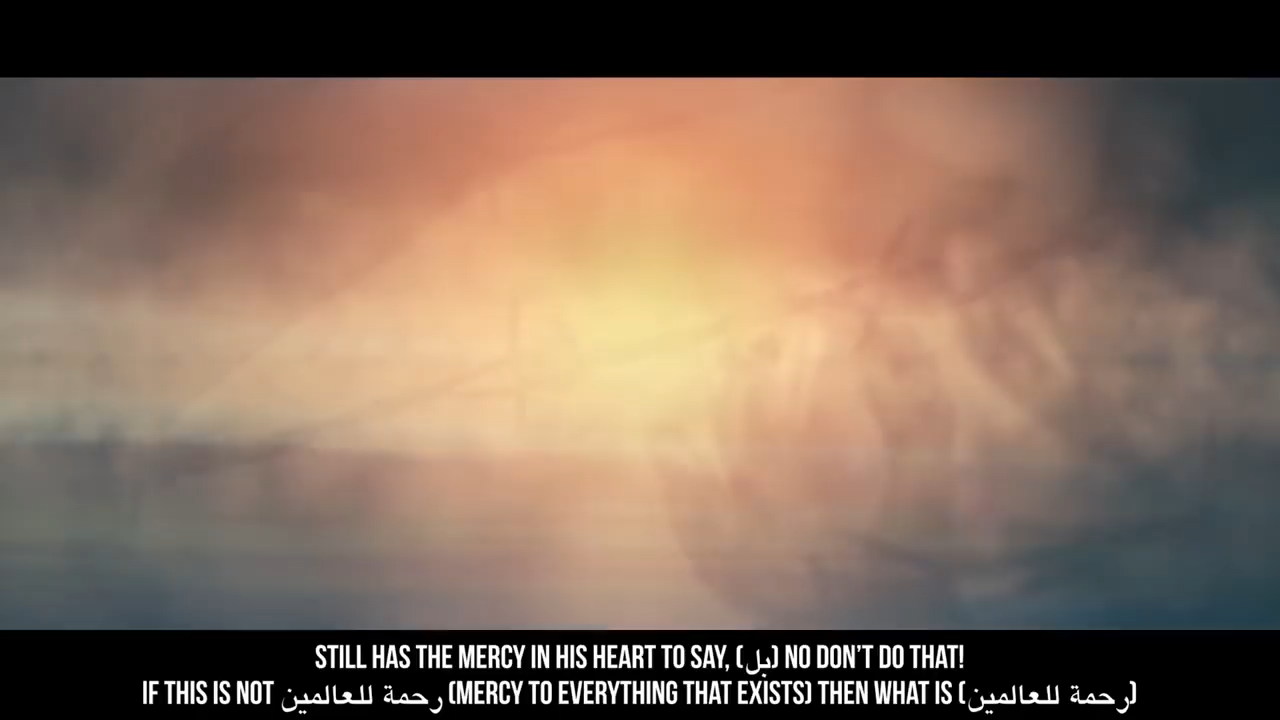 STILL HAS THE MERCY IN HIS HEART TO SAY, (بل) NO DON'T DO THAT!
IF THIS IS NOT رحمة للعالمين (MERCY TO EVERYTHING THAT EXISTS) THEN WHAT IS (رحمة للعالمين)